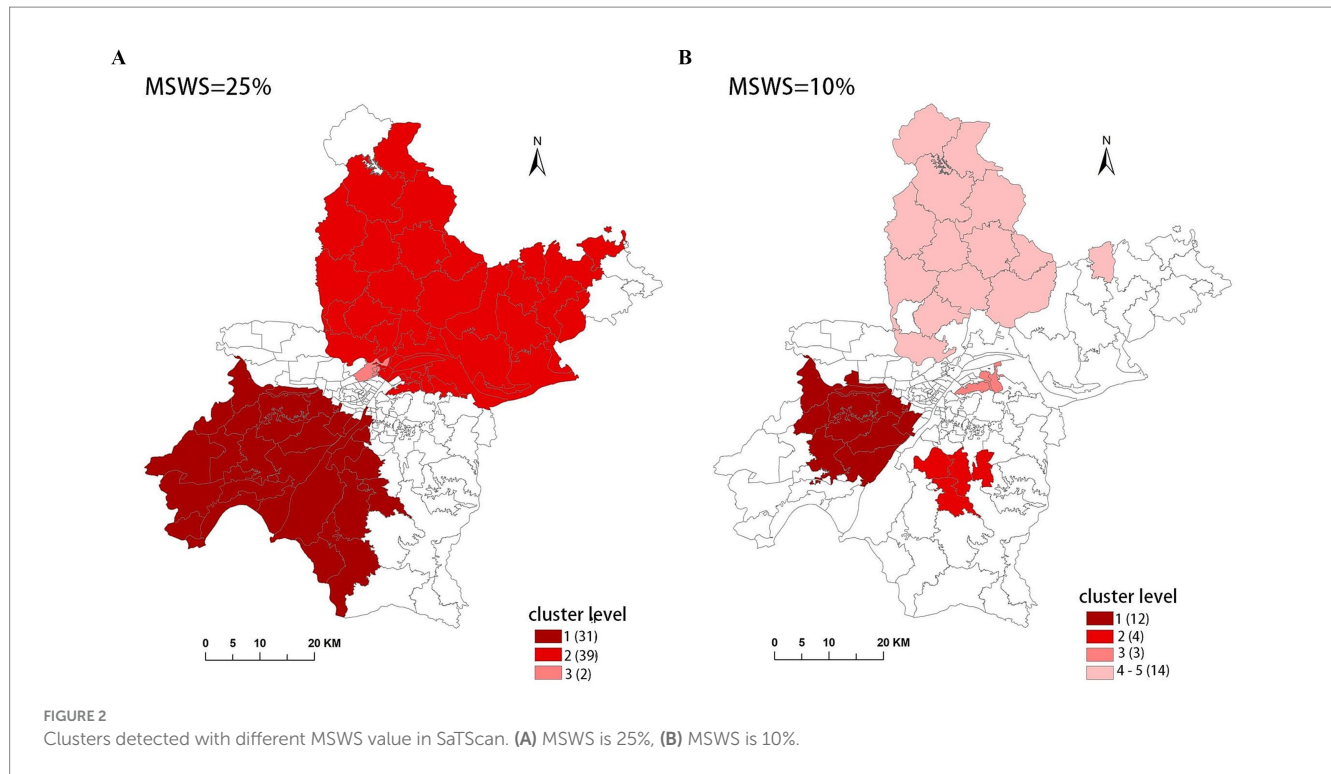 A
MSWS=25%
N
cluster level
1 (31)
2 (39)
3 (2)
0 5 10 20 KM
B
MSWS=10%
N
cluster level
1 (12)
2 (4)
3 (3)
4 - 5 (14)
0 5 10 20 KM
FIGURE 2
Clusters detected with different MSWS value in SaTScan. (A) MSWS is 25%, (B) MSWS is 10%.